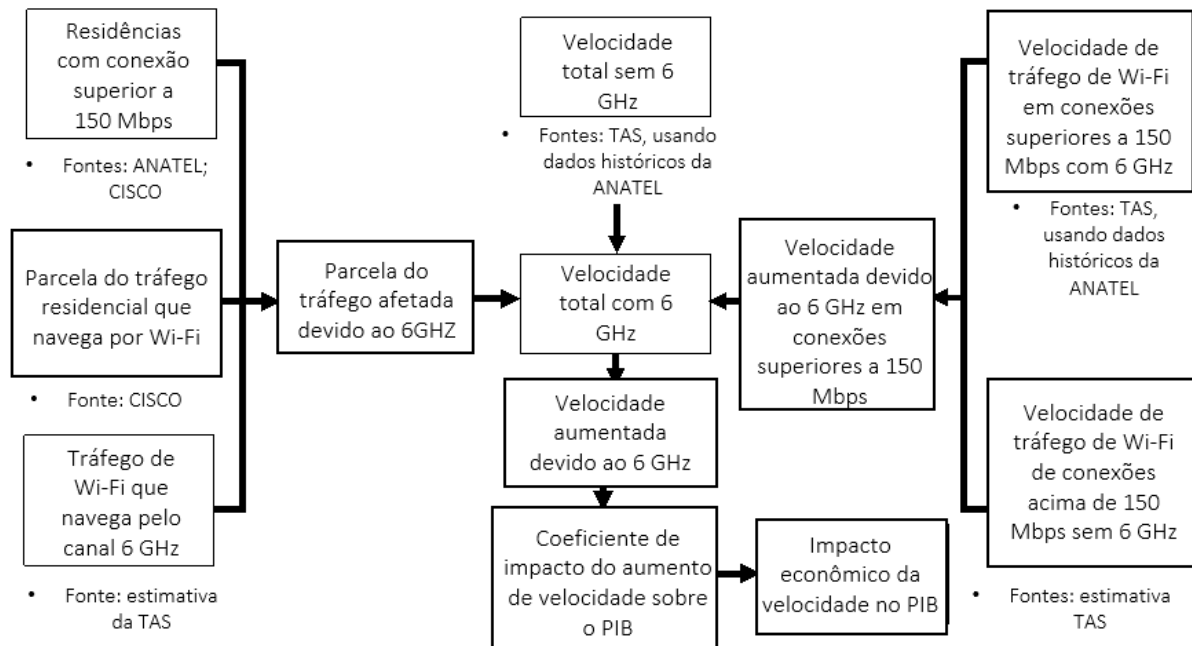 Residências
com conexão
superior a
150 Mbps
• Fontes: ANATEL;
CISCO
Parcela do tráfego
residencial que
navega por Wi-Fi
• Fonte: CISCO
Tráfego de
Wi-Fi que
navega pelo
canal 6 GHz
• Fonte: estimativa
da TAS
Parcela do
tráfego afetada
devido ao 6GHZ
Velocidade
total sem 6
GHz
• Fontes: TAS, usando
dados históricos da
ANATEL
Velocidade
total com 6
GHz
Velocidade
aumentada
devido ao 6 GHz
Coeficiente de
impacto do aumento
de velocidade sobre
o PIB
Impacto
econômico da
velocidade no PIB
Velocidade
aumentada devido
ao 6 GHz em
conexões
superiores a 150
Mbps
Velocidade de
tráfego de Wi-Fi
em conexões
superiores a 150
Mbps com 6 GHz
• Fontes: TAS,
usando dados
históricos da
ANATEL
Velocidade de
tráfego de Wi-Fi
de conexões
acima de 150
Mbps sem 6 GHz
• Fontes: estimativa
TAS